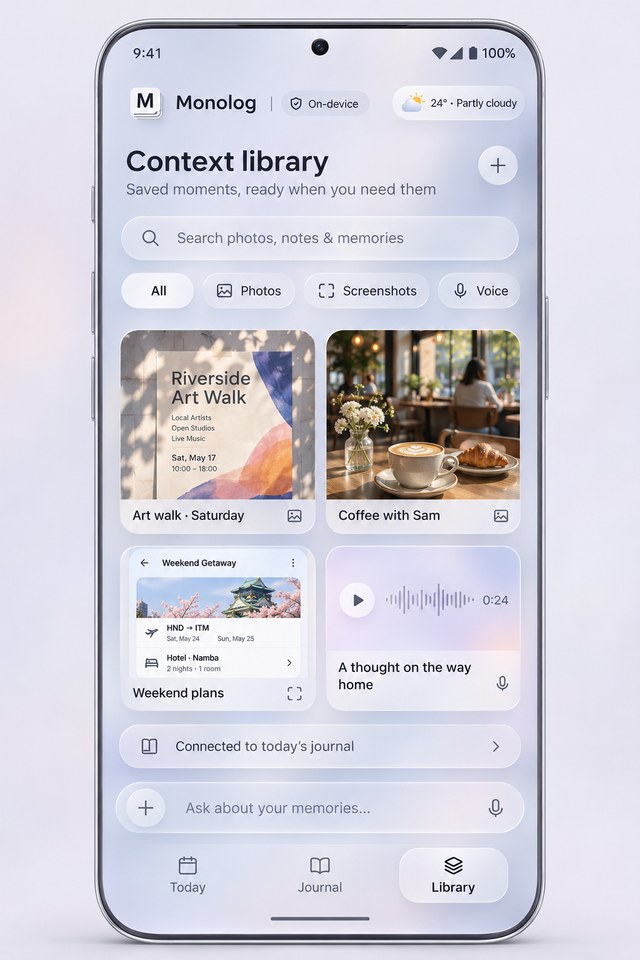 9:41
100%
M
Monolog
On-device
24° • Partly cloudy
Context library
Saved moments, ready when you need them
Search photos, notes & memories
All
Photos
Screenshots
Voice
Riverside
Art Walk
Local Artists
Open Studios
Live Music
Sat, May 17
10:00 – 18:00
Art walk · Saturday
Coffee with Sam
Weekend Getaway
HND → ITM
Sat, May 24
Sun, May 25
Hotel · Namba
2 nights · 1 room
Weekend plans
0:24
A thought on the way
home
Connected to today's journal
Ask about your memories...
Today
Journal
Library